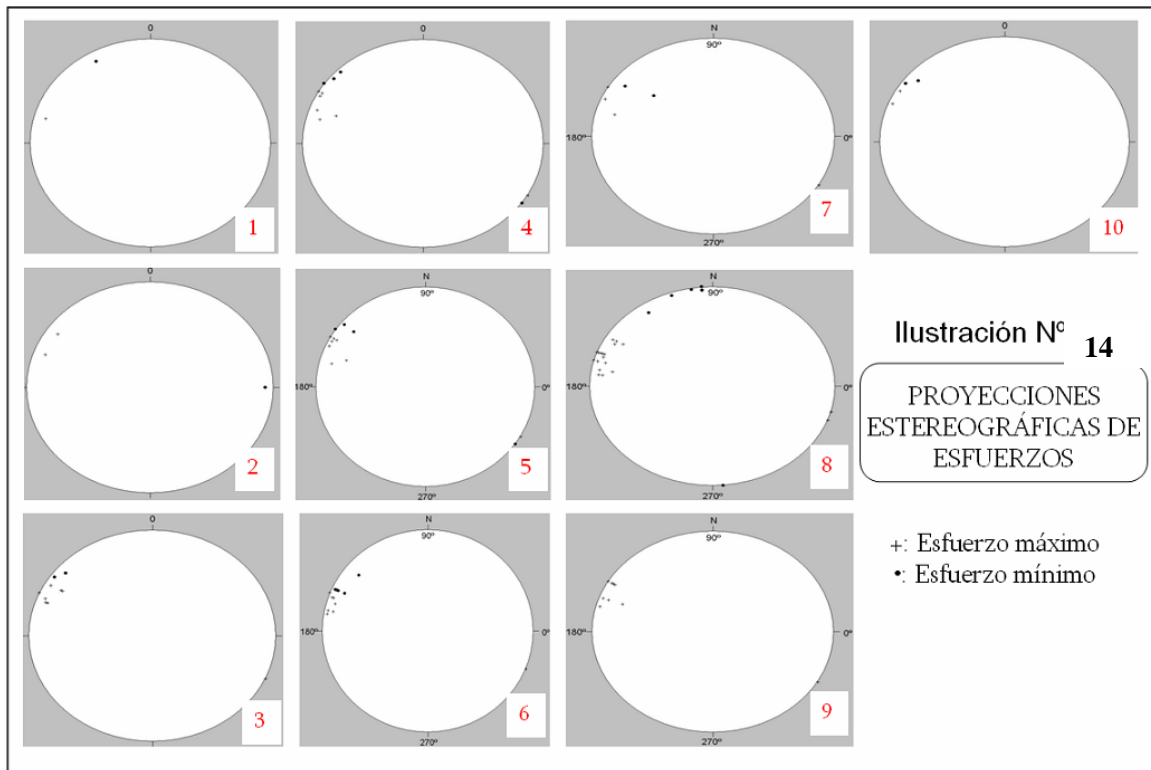 0
1
0
4
N
90º
180º
0º
7
270º
0
10
0
2
N
90º
180º
0º
5
270º
N
90º
180º
0º
8
270º
Ilustración Nº 14
PROYECCIONES
ESTEREOGRÁFICAS DE
ESFUERZOS
0
3
N
90º
180º
0º
6
270º
N
90º
180º
0º
9
270º
+: Esfuerzo máximo
•: Esfuerzo mínimo